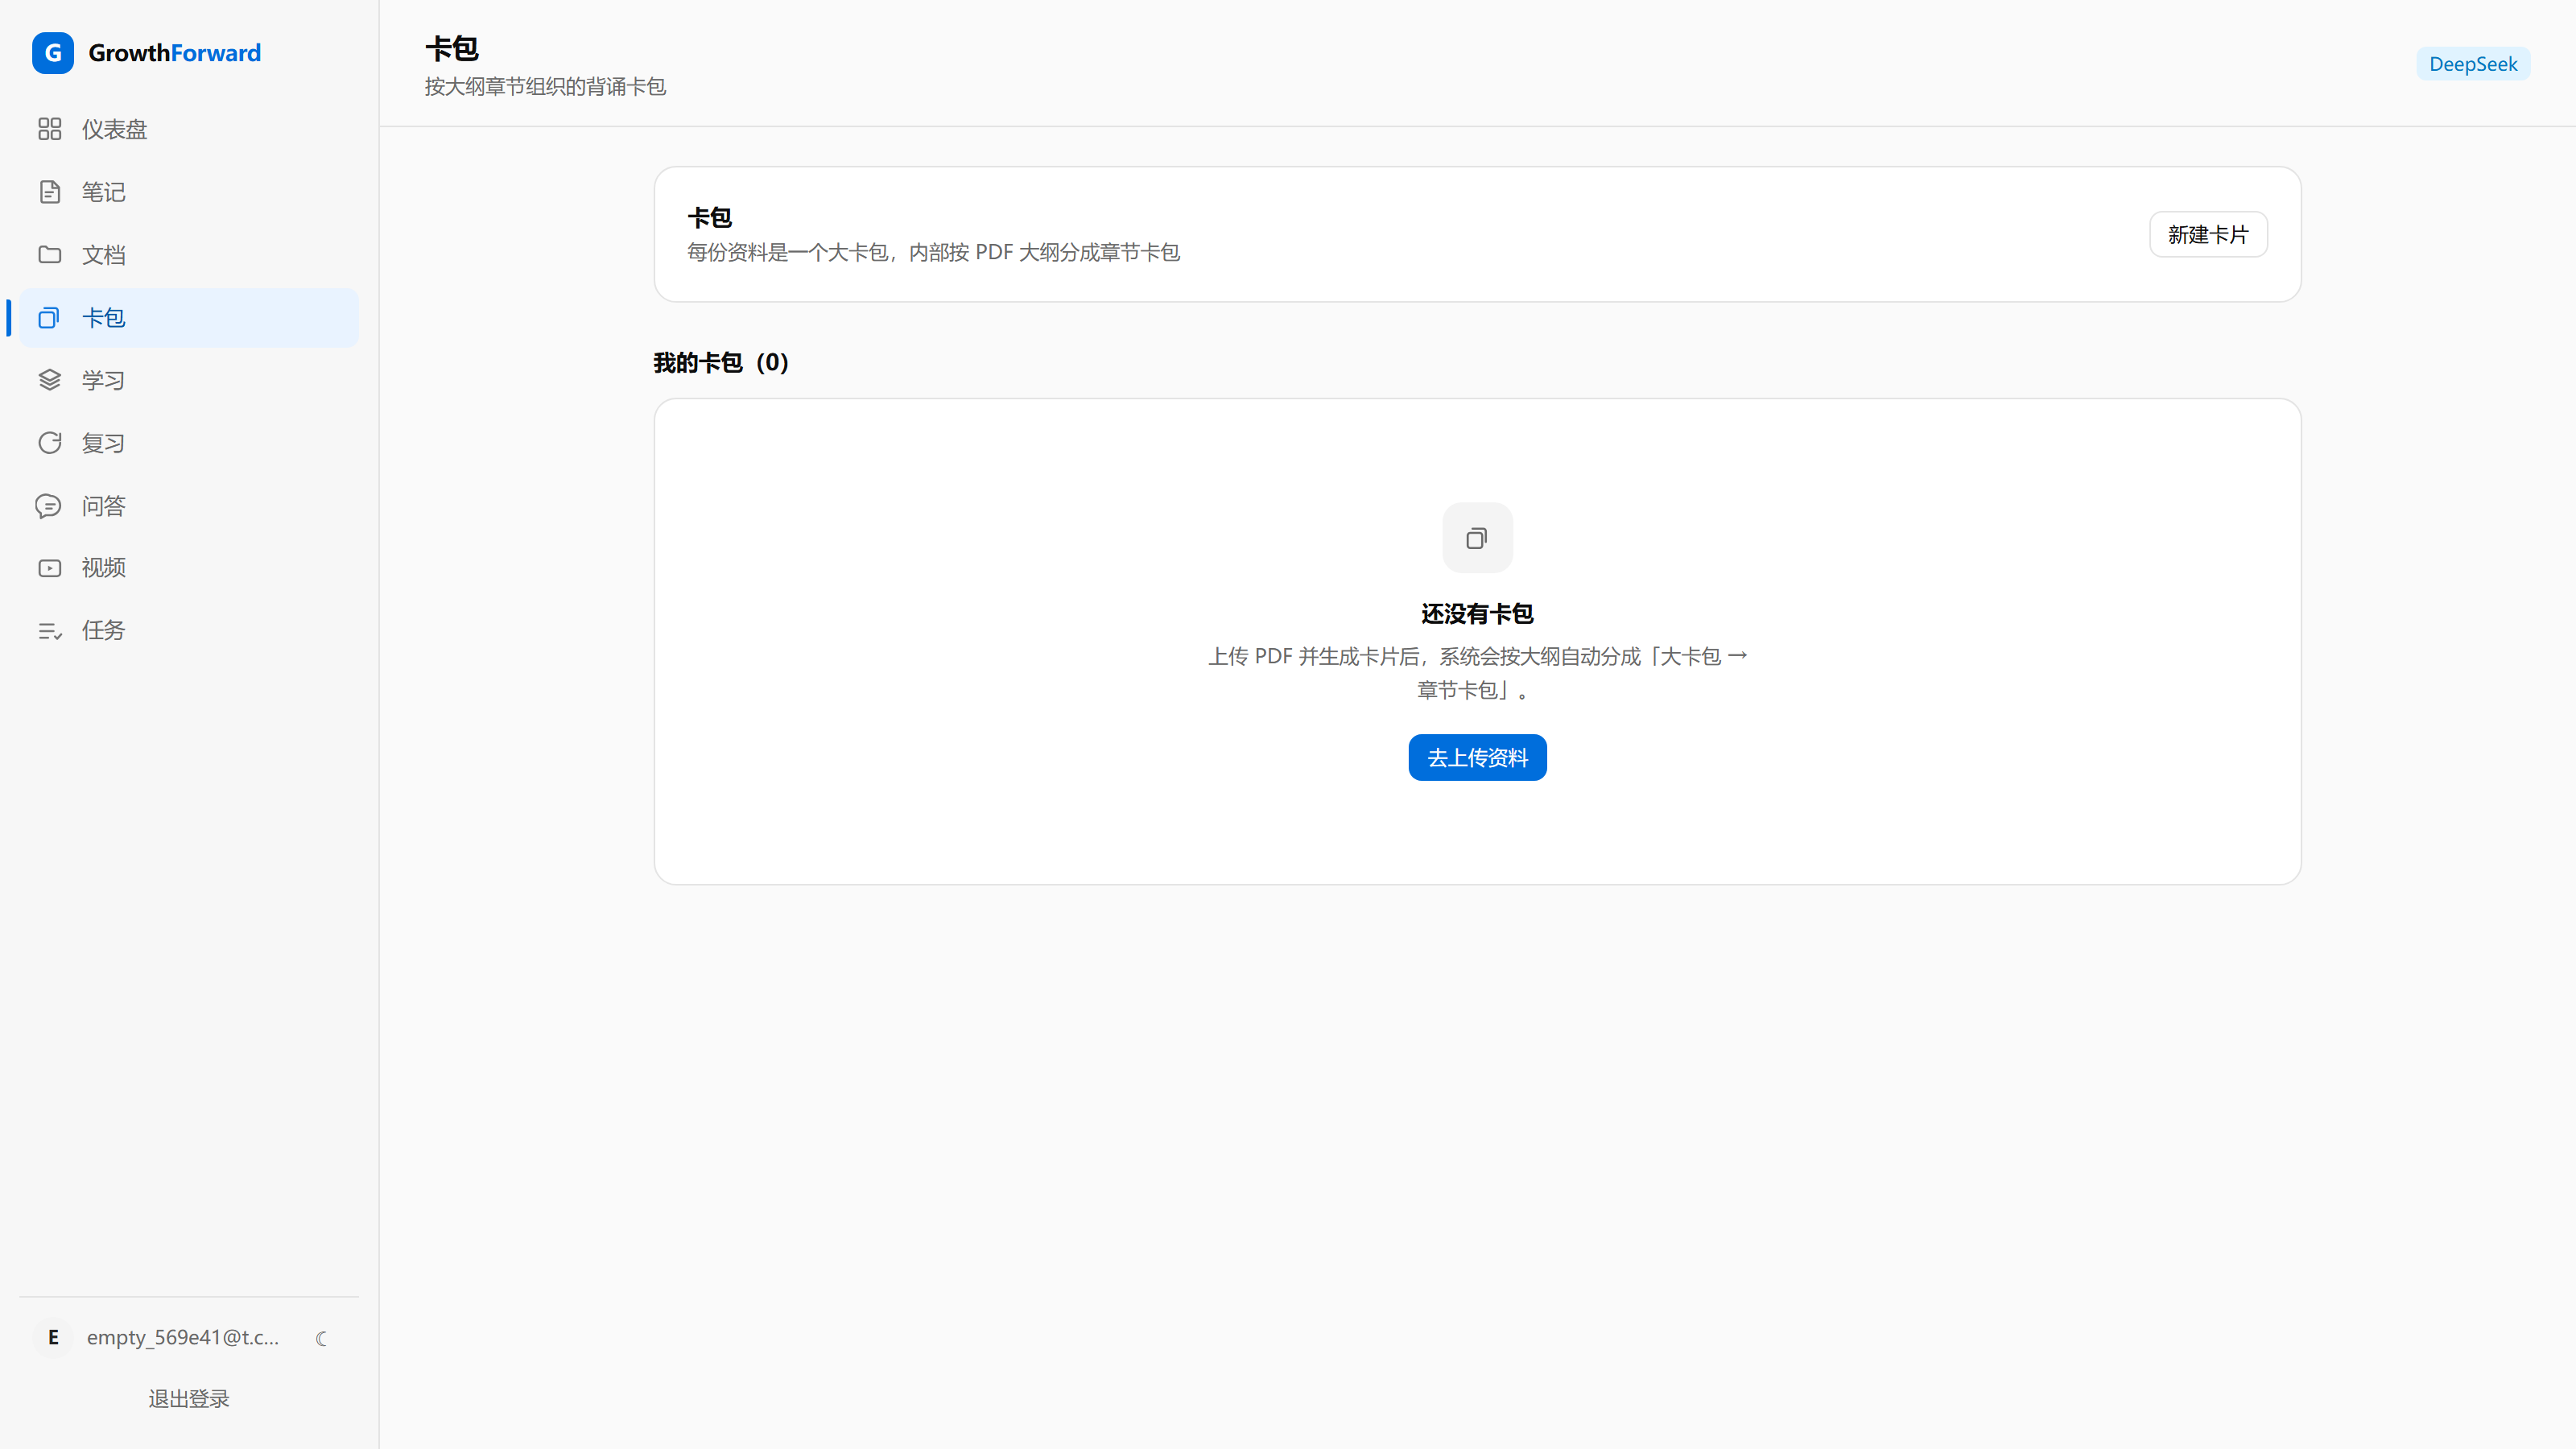 G GrowthForward
仪表盘
笔记
文档
卡包
学习
复习
问答
视频
任务
E empty_569e41@t.c...
退出登录
卡包
按大纲章节组织的背诵卡包
DeepSeek
卡包
每份资料是一个大卡包，内部按 PDF 大纲分成章节卡包
新建卡片
我的卡包（0）
还没有卡包
上传 PDF 并生成卡片后，系统会按大纲自动分成「大卡包 →
章节卡包」。
去上传资料